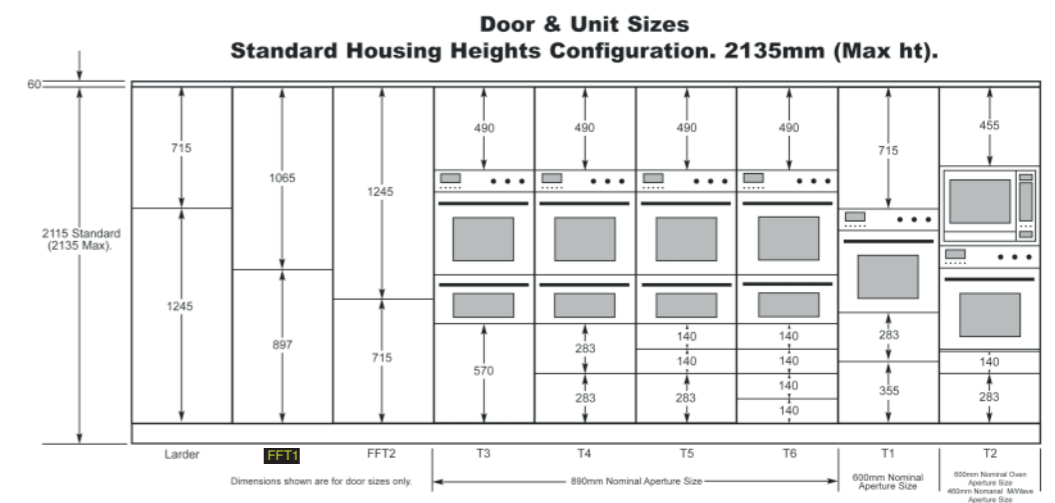 Door & Unit Sizes
Standard Housing Heights Configuration. 2135mm (Max ht).
60
2115 Standard
(2135 Max).
715
1245
1065
897
1245
715
490
570
490
283
283
490
140
140
283
490
140
140
140
140
715
283
355
455
140
283
Larder
FFT1
FFT2
T3
T4
T5
T6
T1
T2
Dimensions shown are for door sizes only.
890mm Nominal Aperture Size
600mm Nominal
Aperture Size
600mm Nominal Oven
Aperture Size
460mm Nomanal M/Wave
Aperture Size